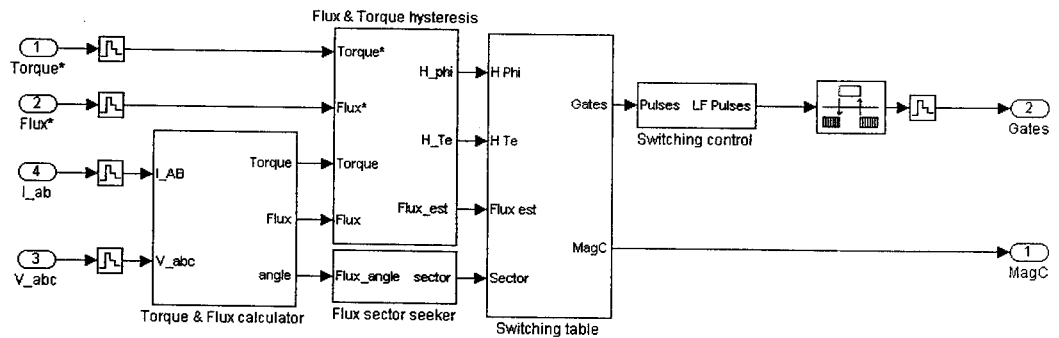 Flux & Torque hysteresis
1
Torque*
Torque*
H_phi
H Phi
2
Flux*
Flux*
Gates
Pulses
LF Pulses
Switching control
2
Gates
H_Te
H Te
4
I_ab
I_AB
Torque
Torque
Flux
Flux
Flux_est
Flux est
3
V_abc
V_abc
angle
Flux_angle
sector
Sector
MagC
1
MagC
Torque & Flux calculator
Flux sector seeker
Switching table